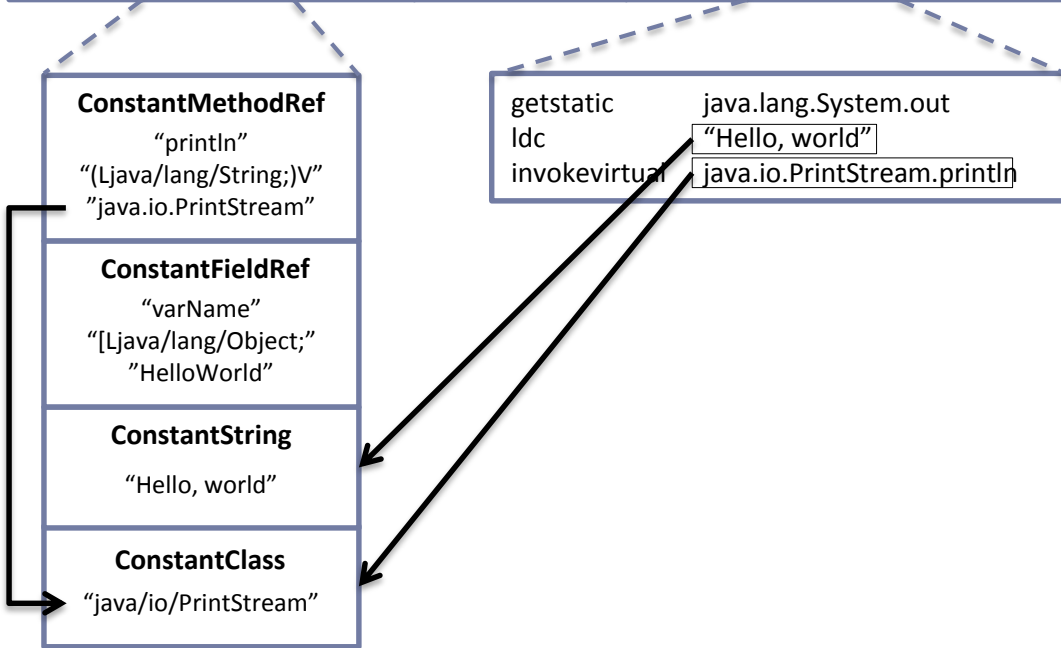 ConstantMethodRef
“println”
“(Ljava/lang/String;)V”
”java.io.PrintStream”
ConstantFieldRef
“varName”
“[Ljava/lang/Object;”
”HelloWorld”
ConstantString
“Hello, world”
ConstantClass
“java/io/PrintStream”
getstatic java.lang.System.out
ldc “Hello, world”
invokevirtual java.io.PrintStream.println